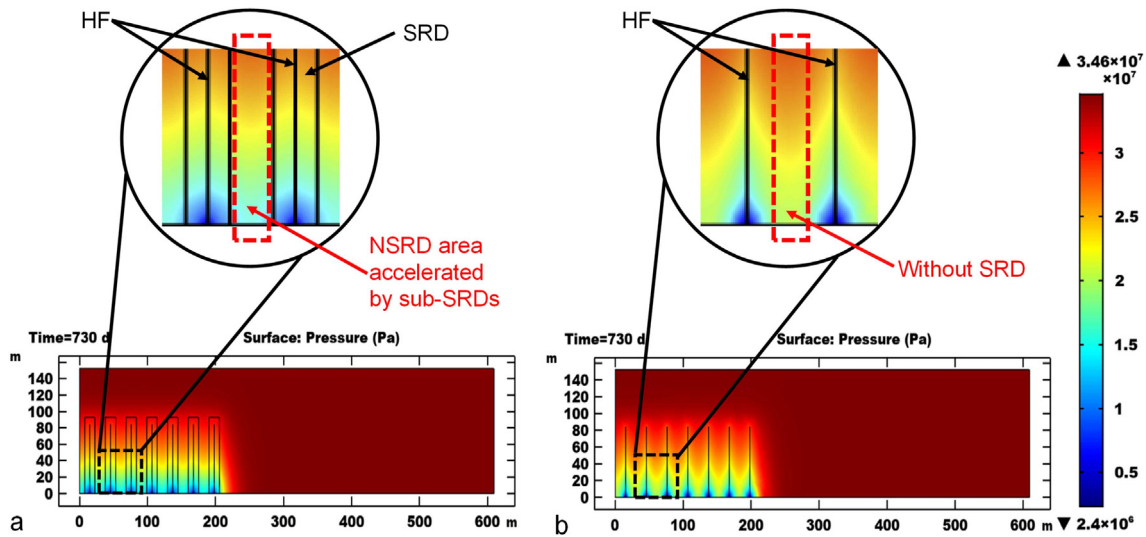 HF
SRD
NSRD area
accelerated
by sub-SRDs
Time=730 d
Surface: Pressure (Pa)
m
140
120
100
80
60
40
20
0
0
100
200
300
400
500
600
m
a
HF
Without SRD
Time=730 d
Surface: Pressure (Pa)
m
140
120
100
80
60
40
20
0
0
100
200
300
400
500
600
m
b
▲ 3.46×10⁷
×10⁷
3
2.5
2
1.5
1
0.5
▼ 2.4×10⁶